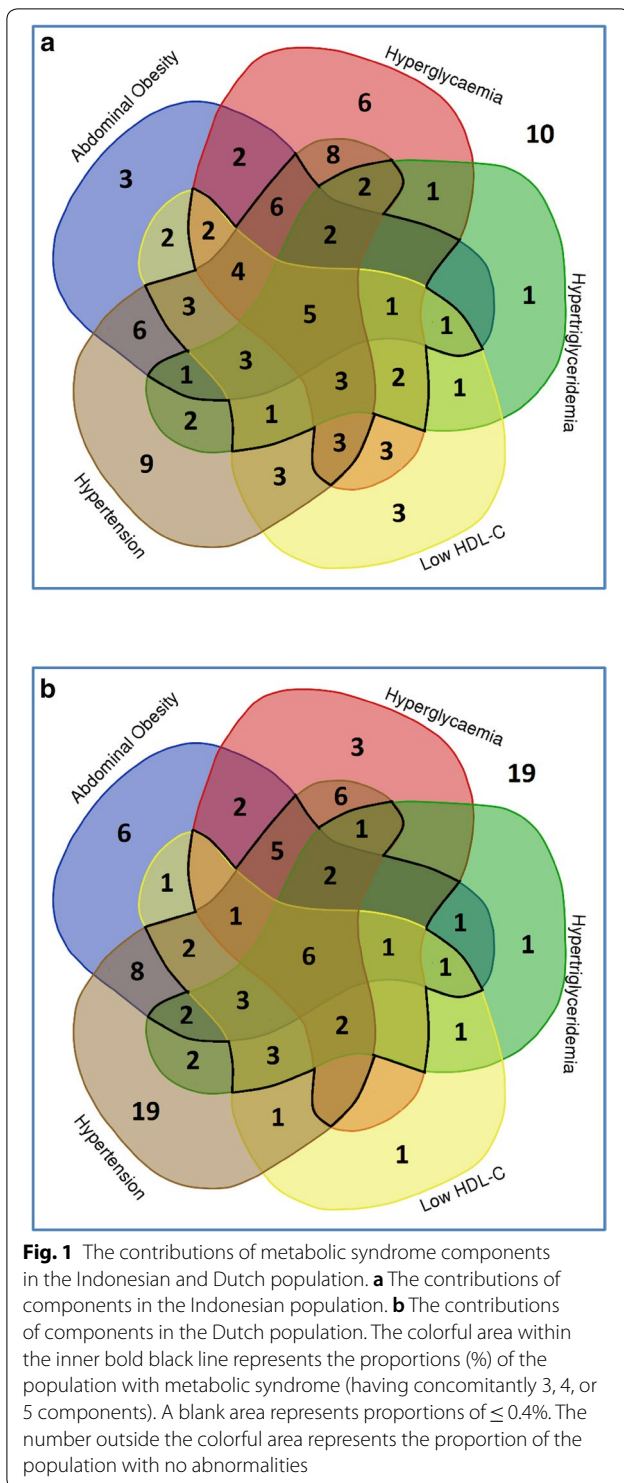 a
Abdominal Obesity
Hyperglycaemia
6
10
3
2
8
2
1
6
2
2
2
4
1
3
5
1
1
6
Hypertriglyceridemia
1
3
3
2
1
2
1
3
3
9
3
3
Hypertension
Low HDL-C
b
Abdominal Obesity
Hyperglycaemia
3
19
6
2
6
1
5
2
1
1
1
2
6
1
1
1
8
Hypertriglyceridemia
2
3
2
1
2
3
19
1
1
Hypertension
Low HDL-C
Fig. 1 The contributions of metabolic syndrome components
in the Indonesian and Dutch population. a The contributions of
components in the Indonesian population. b The contributions
of components in the Dutch population. The colorful area within
the inner bold black line represents the proportions (%) of the
population with metabolic syndrome (having concomitantly 3, 4, or
5 components). A blank area represents proportions of ≤ 0.4%. The
number outside the colorful area represents the proportion of the
population with no abnormalities